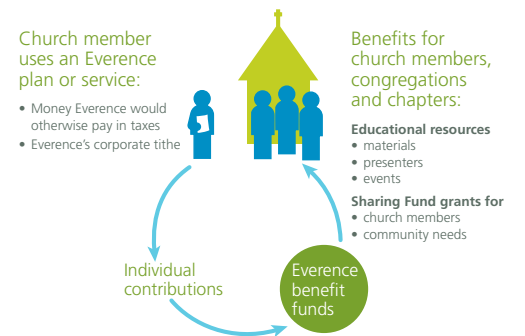 Church member
uses an Everence
plan or service:
• Money Everence would
otherwise pay in taxes
• Everence's corporate tithe
Benefits for
church members,
congregations
and chapters:
Educational resources
• materials
• presenters
• events
Sharing Fund grants for
• church members
• community needs
Individual
contributions
Everence
benefit
funds